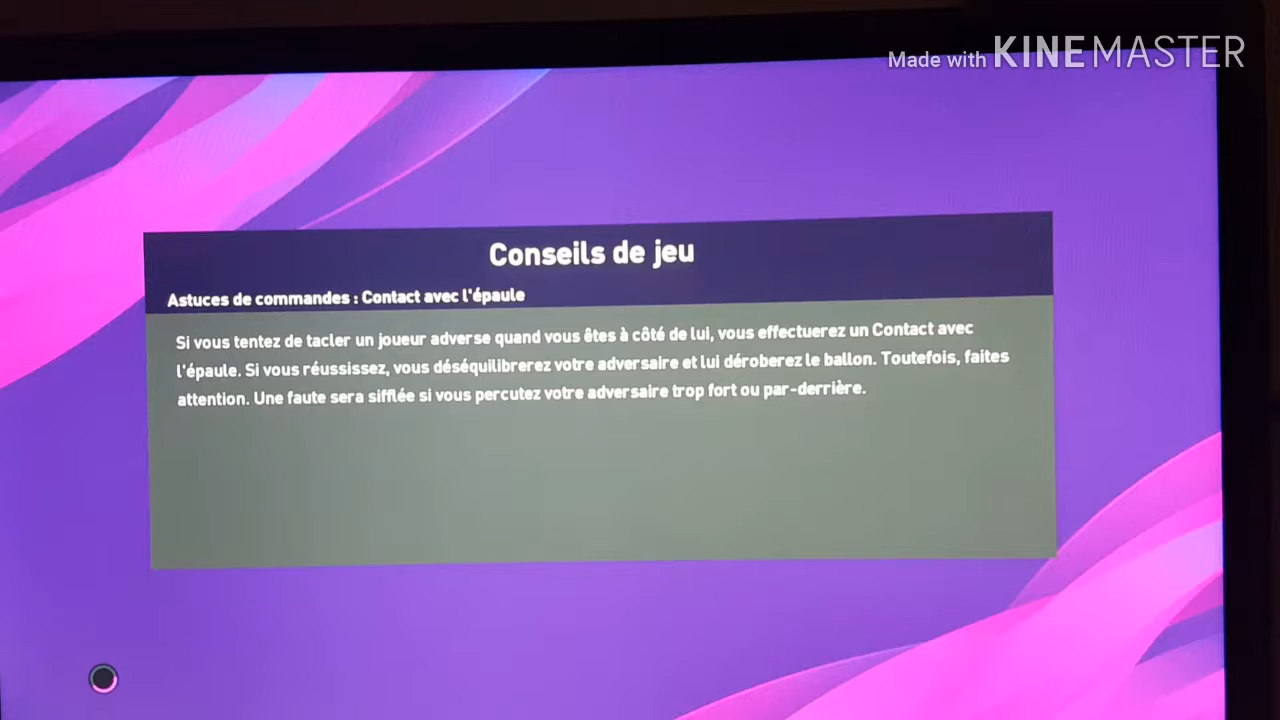 Made with KINEMASTER
Conseils de jeu
Astuces de commandes : Contact avec l'épaule
Si vous tentez de tacler un joueur adverse quand vous êtes à côté de lui, vous effectuerez un Contact avec
l'épaule. Si vous réussissez, vous déséquilibrerez votre adversaire et lui déroberez le ballon. Toutefois, faites
attention. Une faute sera sifflée si vous percutez votre adversaire trop fort ou par-derrière.